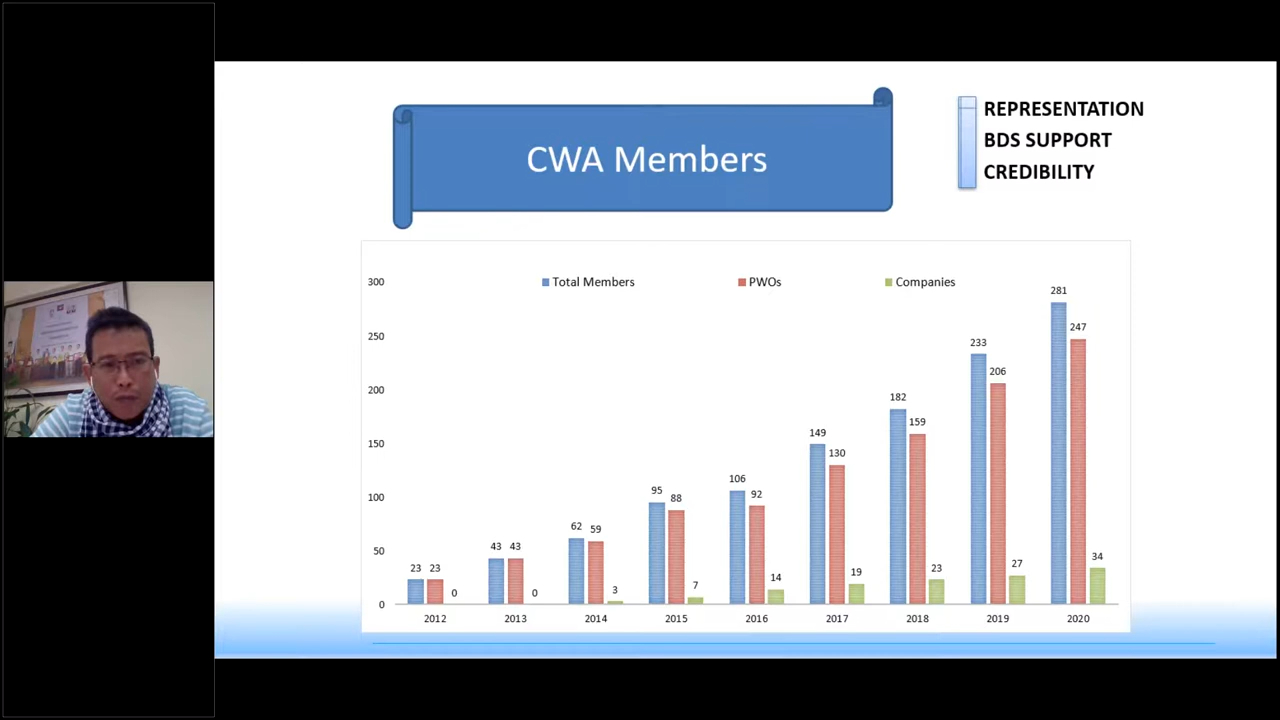 CWA Members
REPRESENTATION
BDS SUPPORT
CREDIBILITY
Total Members PWOs Companies
300
250
200
150
100
50
0
23 23 0
43 43 0
62 59 3
95 88 7
106 92 14
149 130 19
182 159 23
233 206 27
281 247 34
2012 2013 2014 2015 2016 2017 2018 2019 2020